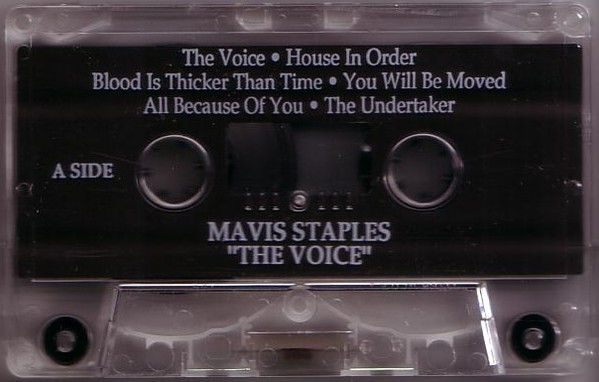 The Voice • House In Order
Blood Is Thicker Than Time • You Will Be Moved
All Because Of You • The Undertaker
A SIDE
MAVIS STAPLES
"THE VOICE"